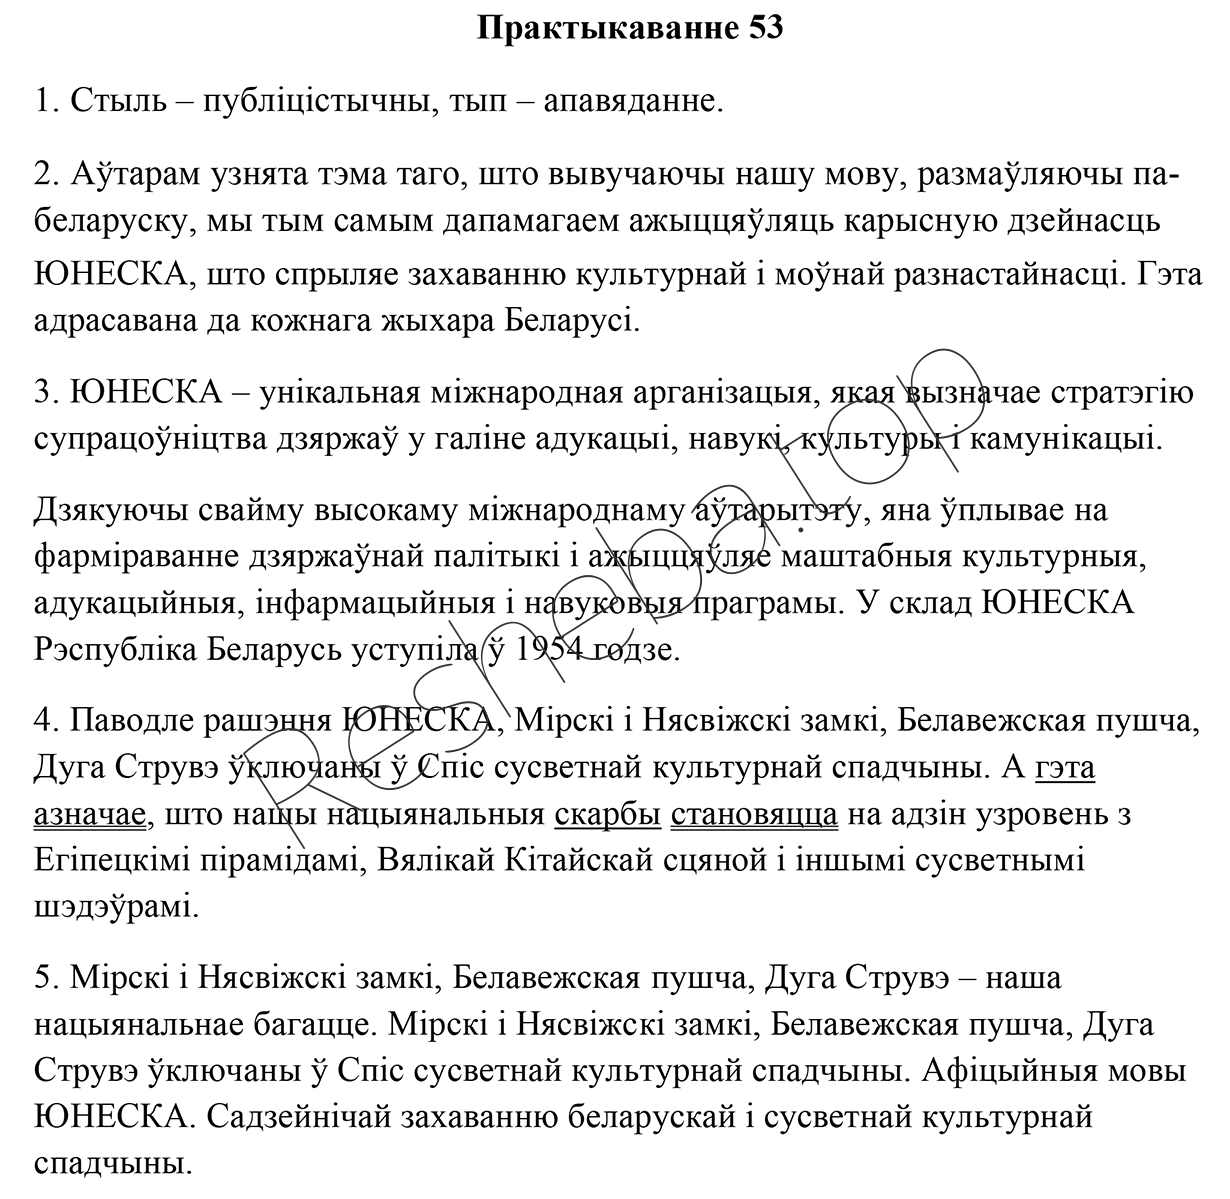 Практыкаванне 53
1. Стыль – публіцістычны, тып – апавяданне.
2. Аўтарам узнята тэма таго, што вывучаючы нашу мову, размаўляючы па-
беларуску, мы тым самым дапамагаем ажыццяўляць карысную дзейнасць
ЮНЕСКА, што спрыляе захаванню культурнай і моўнай разнастайнасці. Гэта
адрасавана да кожнага жыхара Беларусі.
3. ЮНЕСКА – унікальная міжнародная арганізацыя, якая вызначае стратэгію
супрацоўніцтва дзяржаў у галіне адукацыі, навукі, культуры і камунікацыі.
Дзякуючы свайму высокаму міжнароднаму аўтарытэту, яна ўплывае на
фарміраванне дзяржаўнай палітыкі і ажыццяўляе маштабныя культурныя,
адукацыйныя, інфармацыйныя і навуковыя праграмы. У склад ЮНЕСКА
Рэспубліка Беларусь уступіла ў 1954 годзе.
4. Паводле рашэння ЮНЕСКА, Мірскі і Нясвіжскі замкі, Белавежская пушча,
Дуга Струвэ ўключаны ў Спіс сусветнай культурнай спадчыны. А гэта
азначае, што нашы нацыянальныя скарбы становяцца на адзін узровень з
Егіпецкімі пірамідамі, Вялікай Кітайскай сцяной і іншымі сусветнымі
шэдэўрамі.
5. Мірскі і Нясвіжскі замкі, Белавежская пушча, Дуга Струвэ – наша
нацыянальнае багацце. Мірскі і Нясвіжскі замкі, Белавежская пушча, Дуга
Струвэ ўключаны ў Спіс сусветнай культурнай спадчыны. Афіцыйныя мовы
ЮНЕСКА. Садзейнічай захаванню беларускай і сусветнай культурнай
спадчыны.
Resheba.top